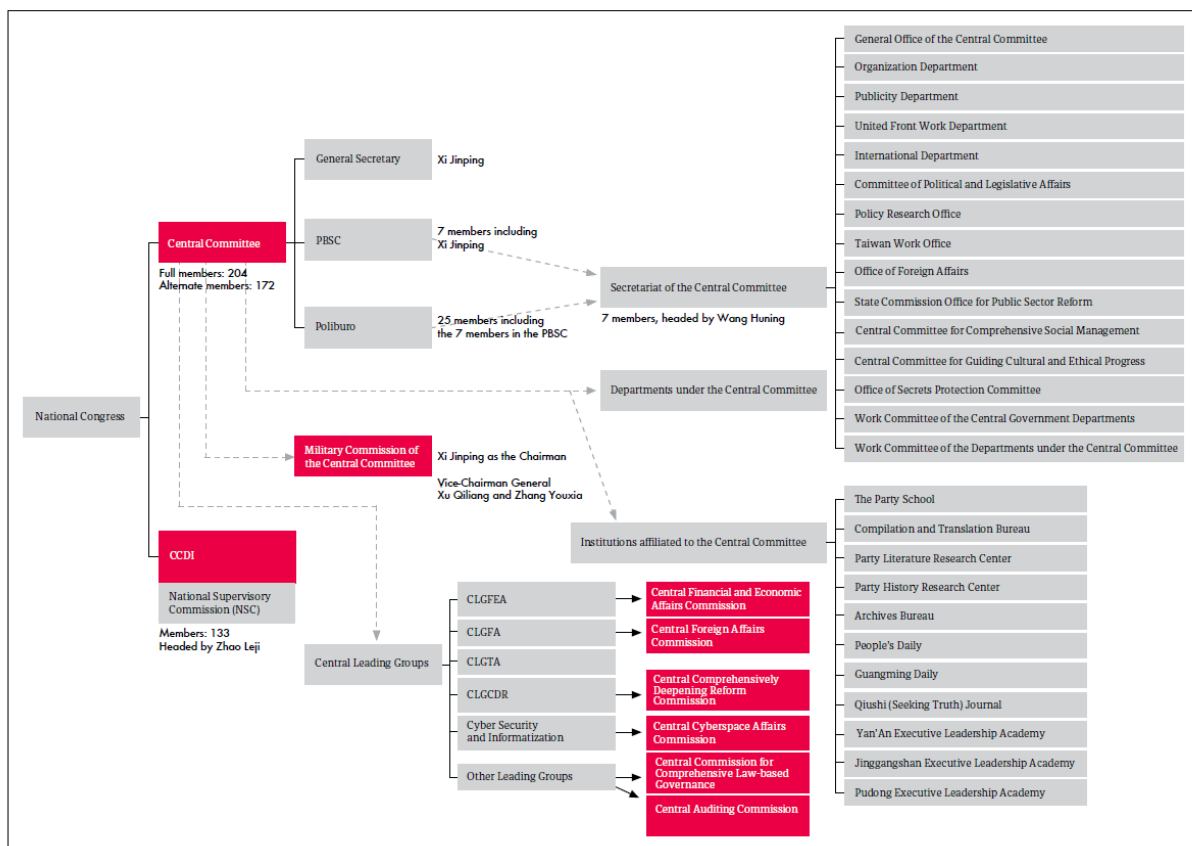 National Congress
Central Committee
Full members: 204
Alternate members: 172
CCDI
National Supervisory
Commission (NSC)
Members: 133
Headed by Zhao Leji
General Secretary
Xi Jinping
PBSC
7 members including
Xi Jinping
Poliburo
25 members including
the 7 members in the PBSC
Military Commission of
the Central Committee
Xi Jinping as the Chairman
Vice-Chairman General
Xu Qiliang and Zhang Youxia
Central Leading Groups
CLGFEA
CLGFA
CLGTA
CLGCDR
Cyber Security
and Informatization
Other Leading Groups
Central Financial and Economic
Affairs Commission
Central Foreign Affairs
Commission
Central Comprehensively
Deepening Reform
Commission
Central Cyberspace Affairs
Commission
Central Commission for
Comprehensive Law-based
Governance
Central Auditing Commission
Secretariat of the Central Committee
7 members, headed by Wang Huning
Departments under the Central Committee
Institutions affiliated to the Central Committee
General Office of the Central Committee
Organization Department
Publicity Department
United Front Work Department
International Department
Committee of Political and Legislative Affairs
Policy Research Office
Taiwan Work Office
Office of Foreign Affairs
State Commission Office for Public Sector Reform
Central Committee for Comprehensive Social Management
Central Committee for Guiding Cultural and Ethical Progress
Office of Secrets Protection Committee
Work Committee of the Central Government Departments
Work Committee of the Departments under the Central Committee
The Party School
Compilation and Translation Bureau
Party Literature Research Center
Party History Research Center
Archives Bureau
People's Daily
Guangming Daily
Qiushi (Seeking Truth) Journal
Yan'An Executive Leadership Academy
Jinggangshan Executive Leadership Academy
Pudong Executive Leadership Academy